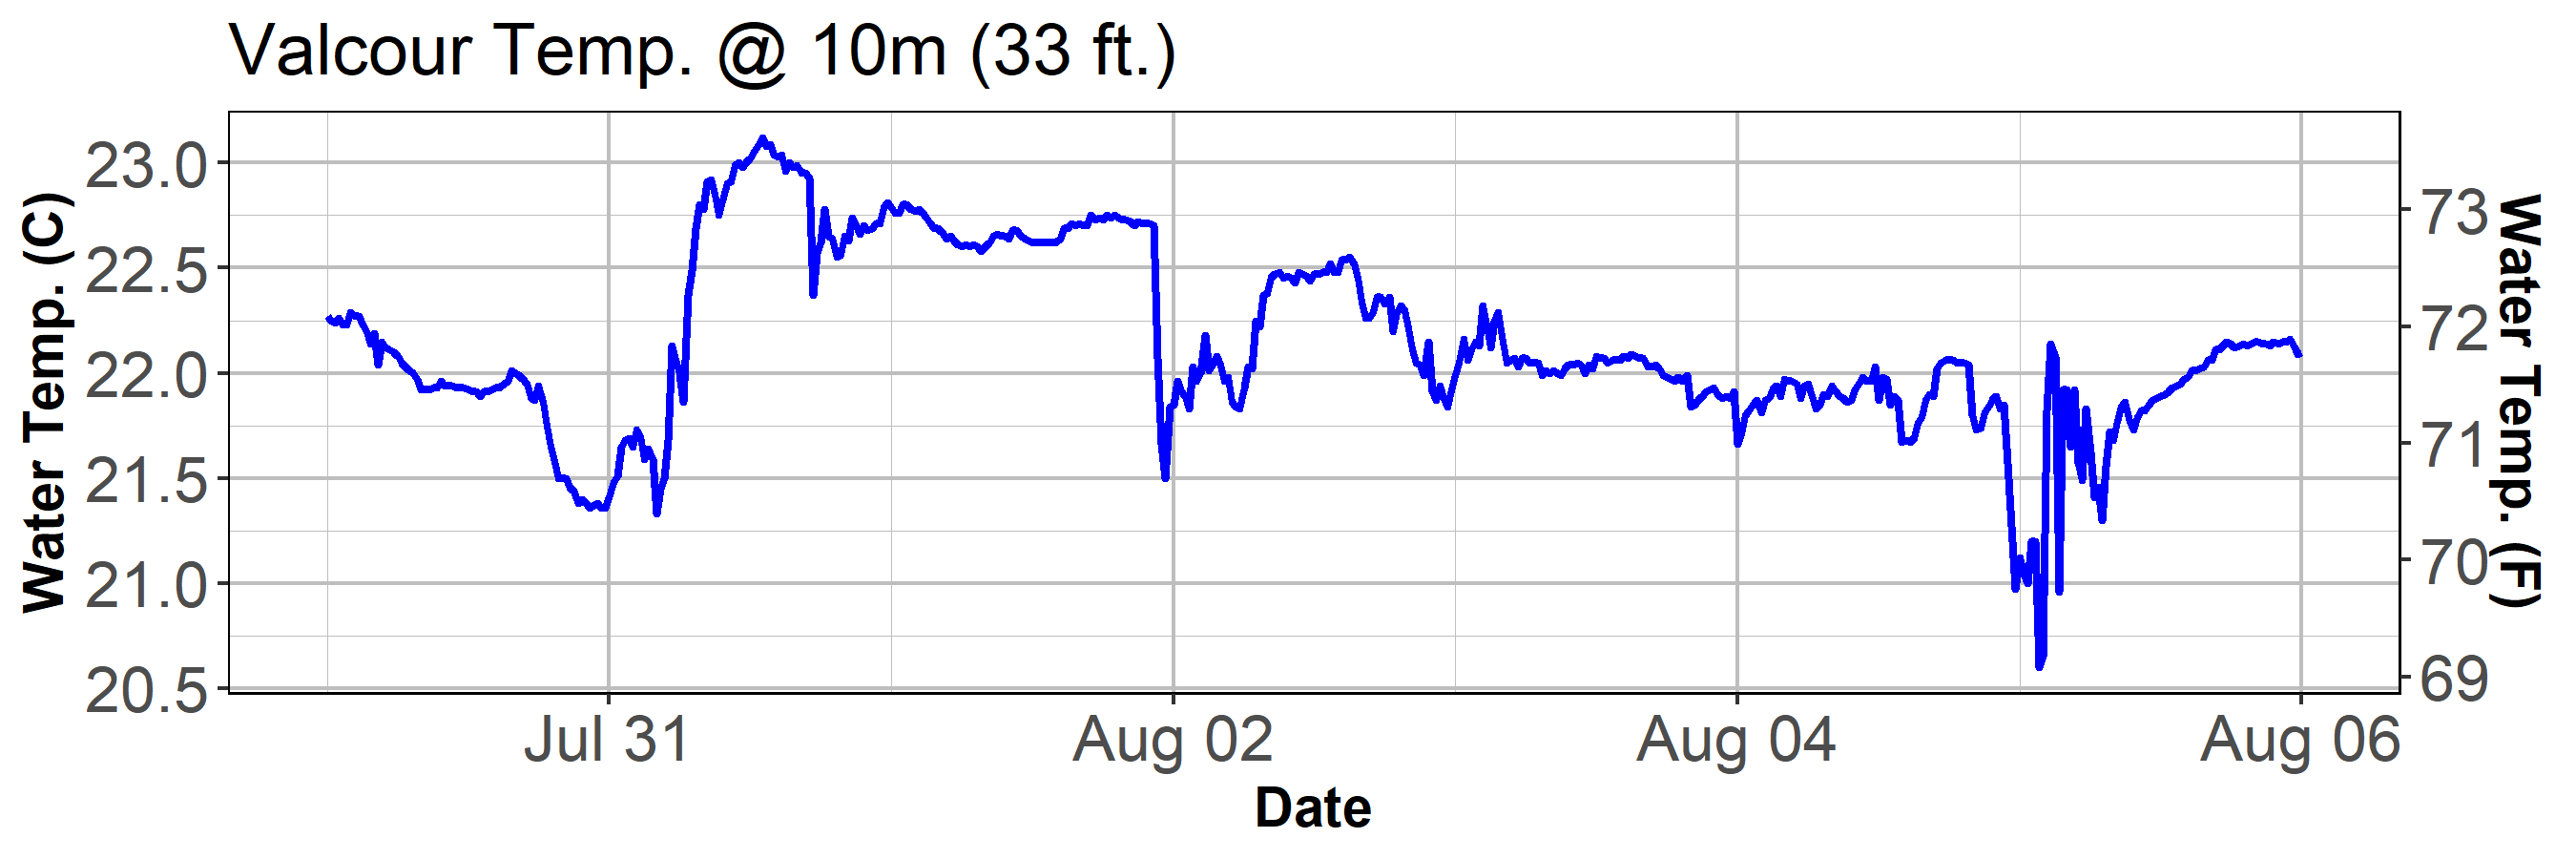 Valcour Temp. @ 10m (33 ft.)
Water Temp. (C)
23.0
22.5
22.0
21.5
21.0
20.5
73
72
71
70
69
Water Temp. (F)
Jul 31
Aug 02
Aug 04
Aug 06
Date